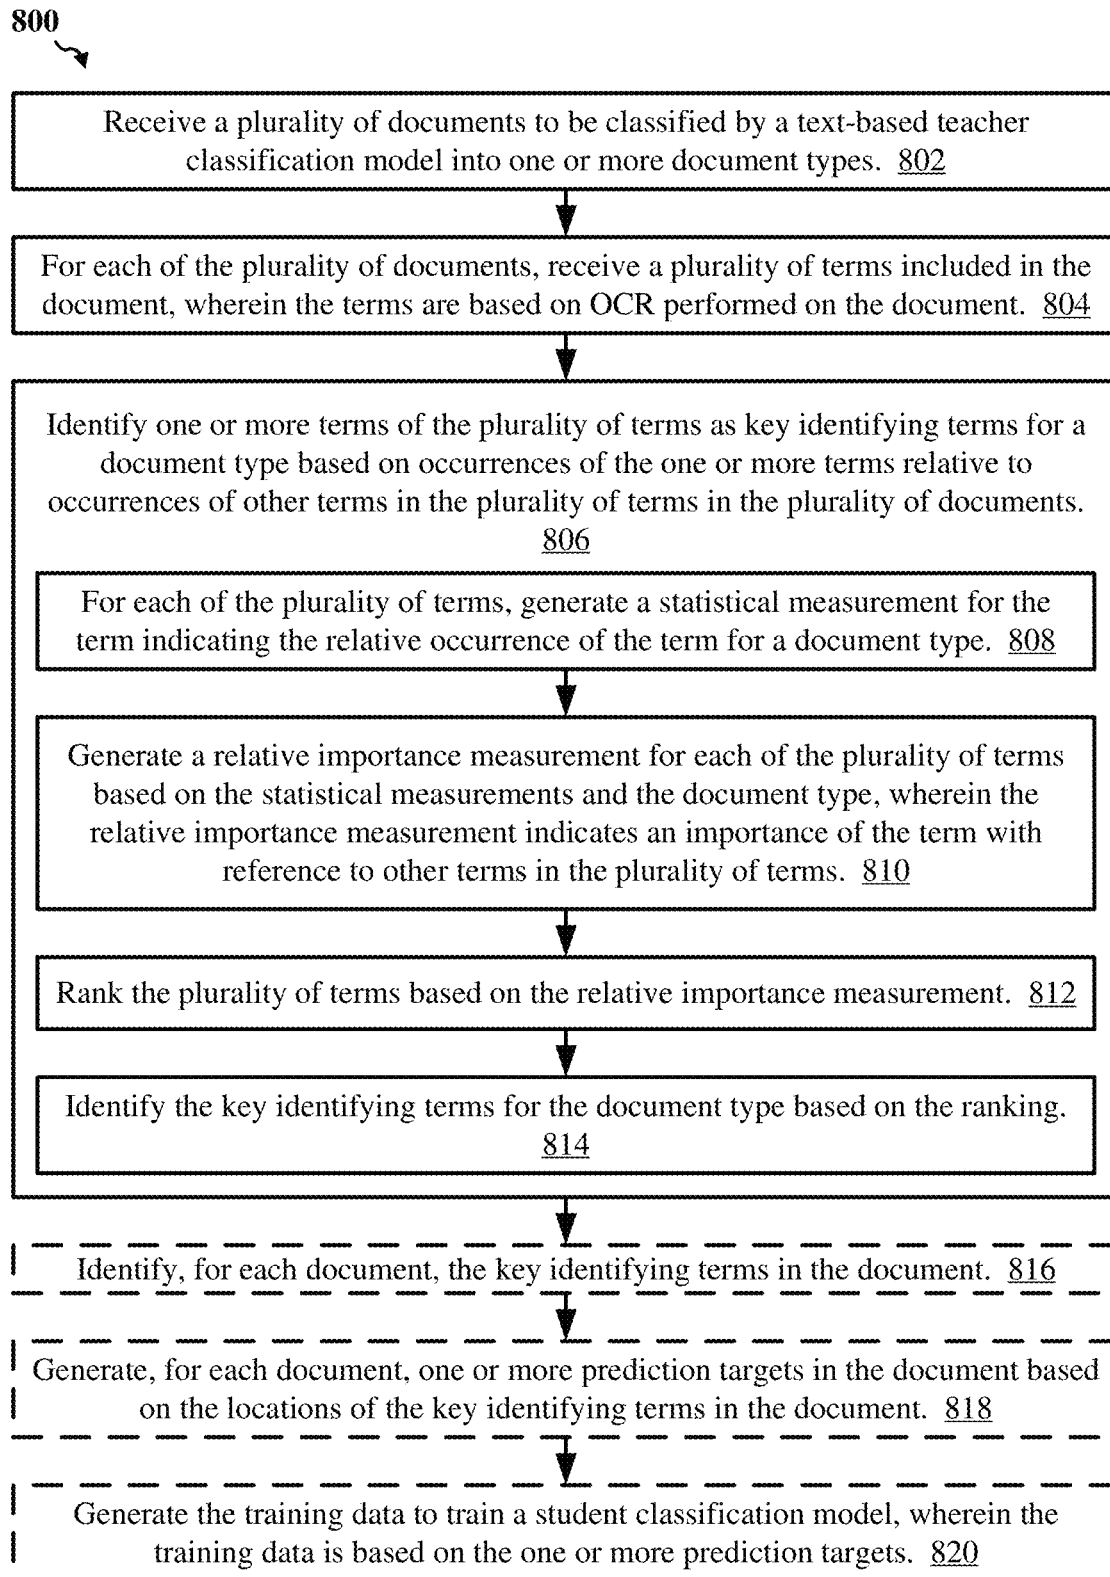 800
Receive a plurality of documents to be classified by a text-based teacher
classification model into one or more document types. 802
For each of the plurality of documents, receive a plurality of terms included in the
document, wherein the terms are based on OCR performed on the document. 804
Identify one or more terms of the plurality of terms as key identifying terms for a
document type based on occurrences of the one or more terms relative to
occurrences of other terms in the plurality of terms in the plurality of documents.
806
For each of the plurality of terms, generate a statistical measurement for the
term indicating the relative occurrence of the term for a document type. 808
Generate a relative importance measurement for each of the plurality of terms
based on the statistical measurements and the document type, wherein the
relative importance measurement indicates an importance of the term with
reference to other terms in the plurality of terms. 810
Rank the plurality of terms based on the relative importance measurement. 812
Identify the key identifying terms for the document type based on the ranking.
814
Identify, for each document, the key identifying terms in the document. 816
Generate, for each document, one or more prediction targets in the document based
on the locations of the key identifying terms in the document. 818
Generate the training data to train a student classification model, wherein the
training data is based on the one or more prediction targets. 820